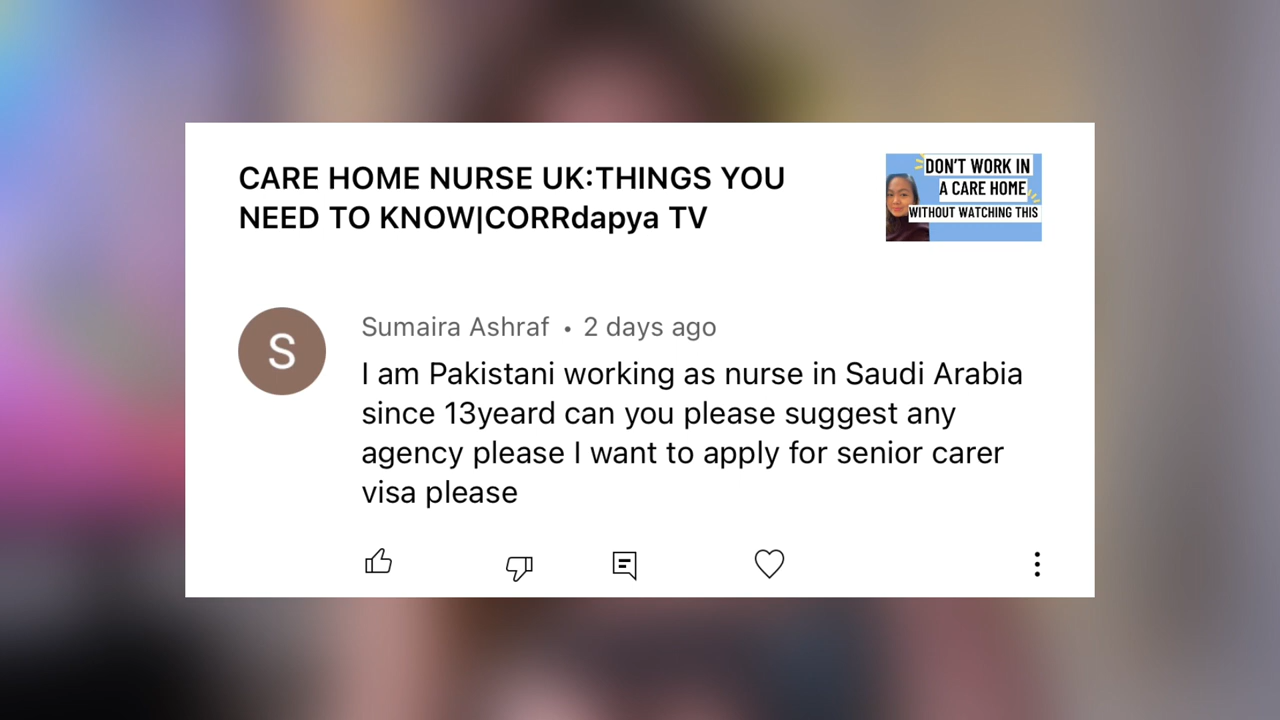 CARE HOME NURSE UK:THINGS YOU
NEED TO KNOW|CORRdapya TV
DON'T WORK IN
A CARE HOME
WITHOUT WATCHING THIS
S
Sumaira Ashraf • 2 days ago
I am Pakistani working as nurse in Saudi Arabia
since 13yeard can you please suggest any
agency please I want to apply for senior carer
visa please